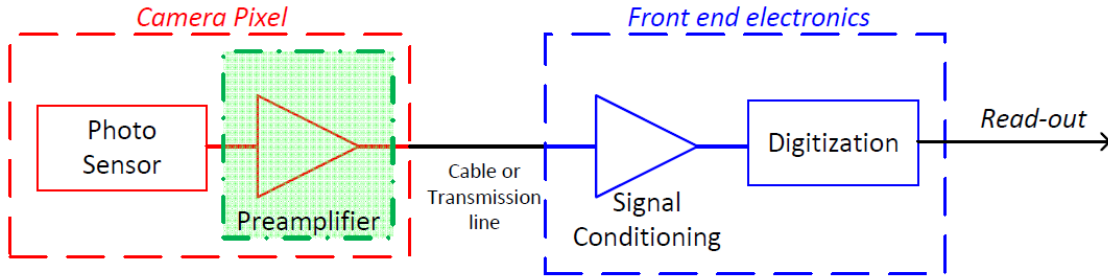 Camera Pixel
Front end electronics
Photo
Sensor
Preamplifier
Cable or
Transmission
line
Signal
Conditioning
Digitization
Read-out